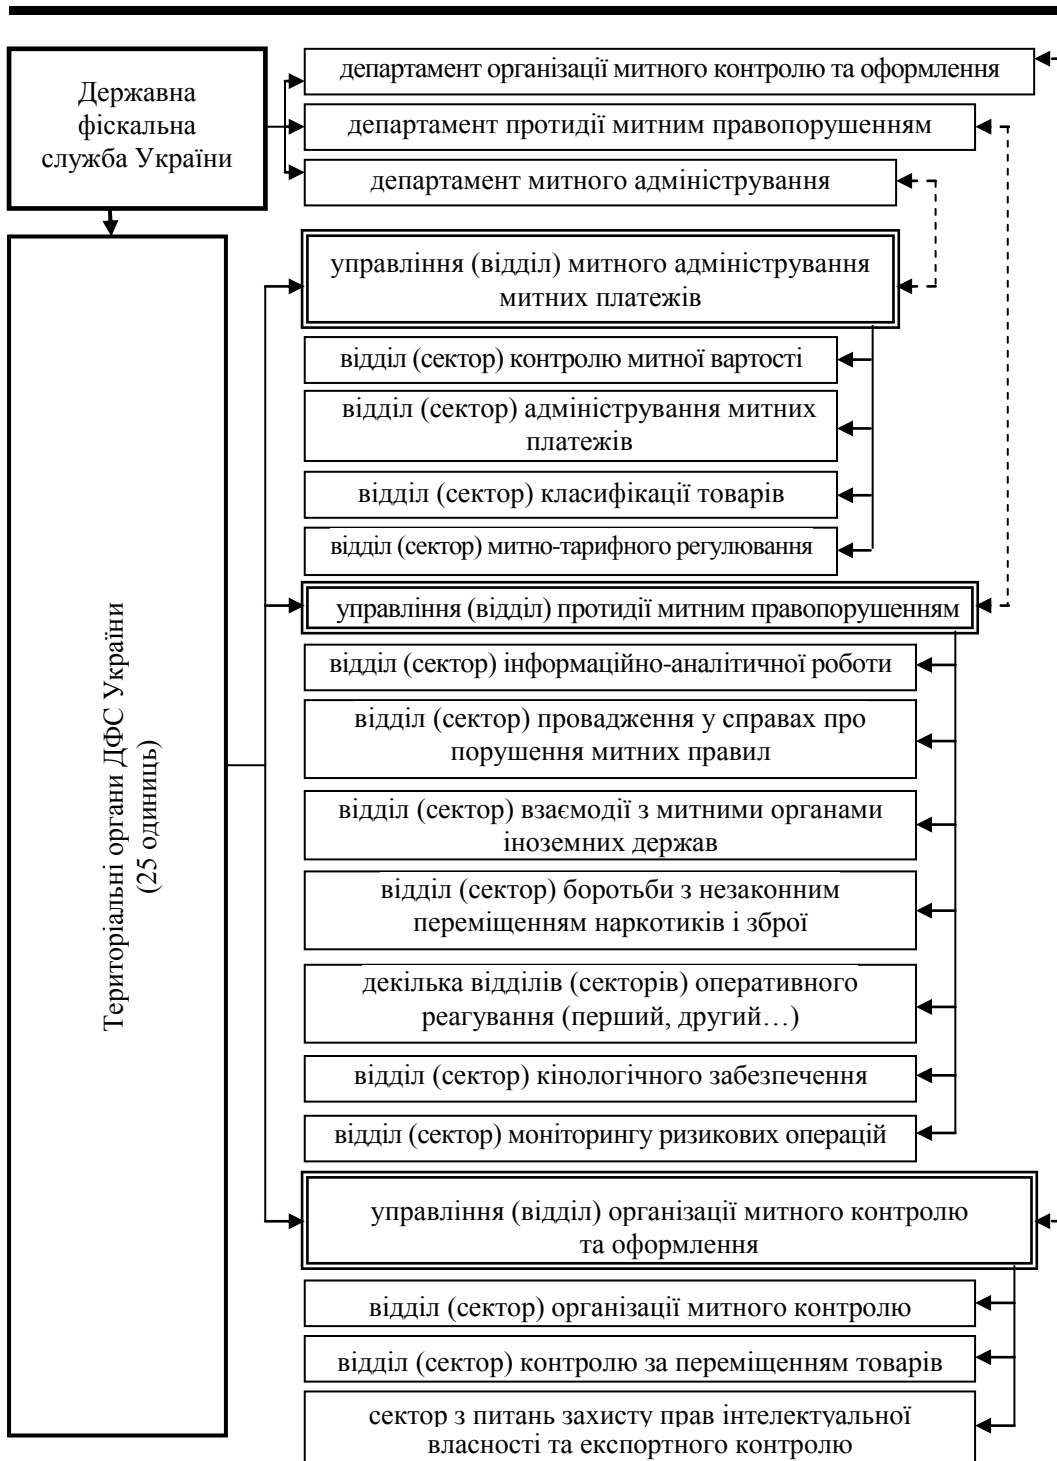 Державна
фіскальна
служба України
департамент організації митного контролю та оформлення
департамент протидії митним правопорушенням
департамент митного адміністрування
Територіальні органи ДФС України
(25 одиниць)
управління (відділ) митного адміністрування
митних платежів
відділ (сектор) контролю митної вартості
відділ (сектор) адміністрування митних
платежів
відділ (сектор) класифікації товарів
відділ (сектор) митно-тарифного регулювання
управління (відділ) протидії митним правопорушенням
відділ (сектор) інформаційно-аналітичної роботи
відділ (сектор) провадження у справах про
порушення митних правил
відділ (сектор) взаємодії з митними органами
іноземних держав
відділ (сектор) боротьби з незаконним
переміщенням наркотиків і зброї
декілька відділів (секторів) оперативного
реагування (перший, другий…)
відділ (сектор) кінологічного забезпечення
відділ (сектор) моніторингу ризикових операцій
управління (відділ) організації митного контролю
та оформлення
відділ (сектор) організації митного контролю
відділ (сектор) контролю за переміщенням товарів
сектор з питань захисту прав інтелектуальної
власності та експортного контролю